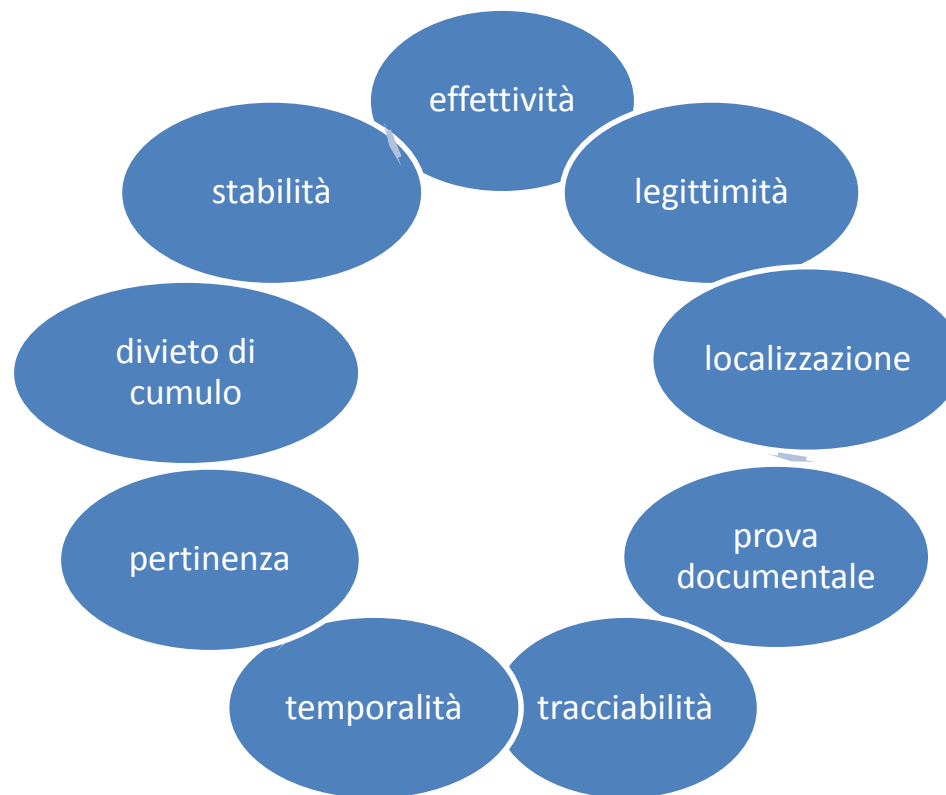 effettività
legittimità
localizzazione
prova
documentale
tracciabilità
temporalità
pertinenza
divieto di
cumulo
stabilità